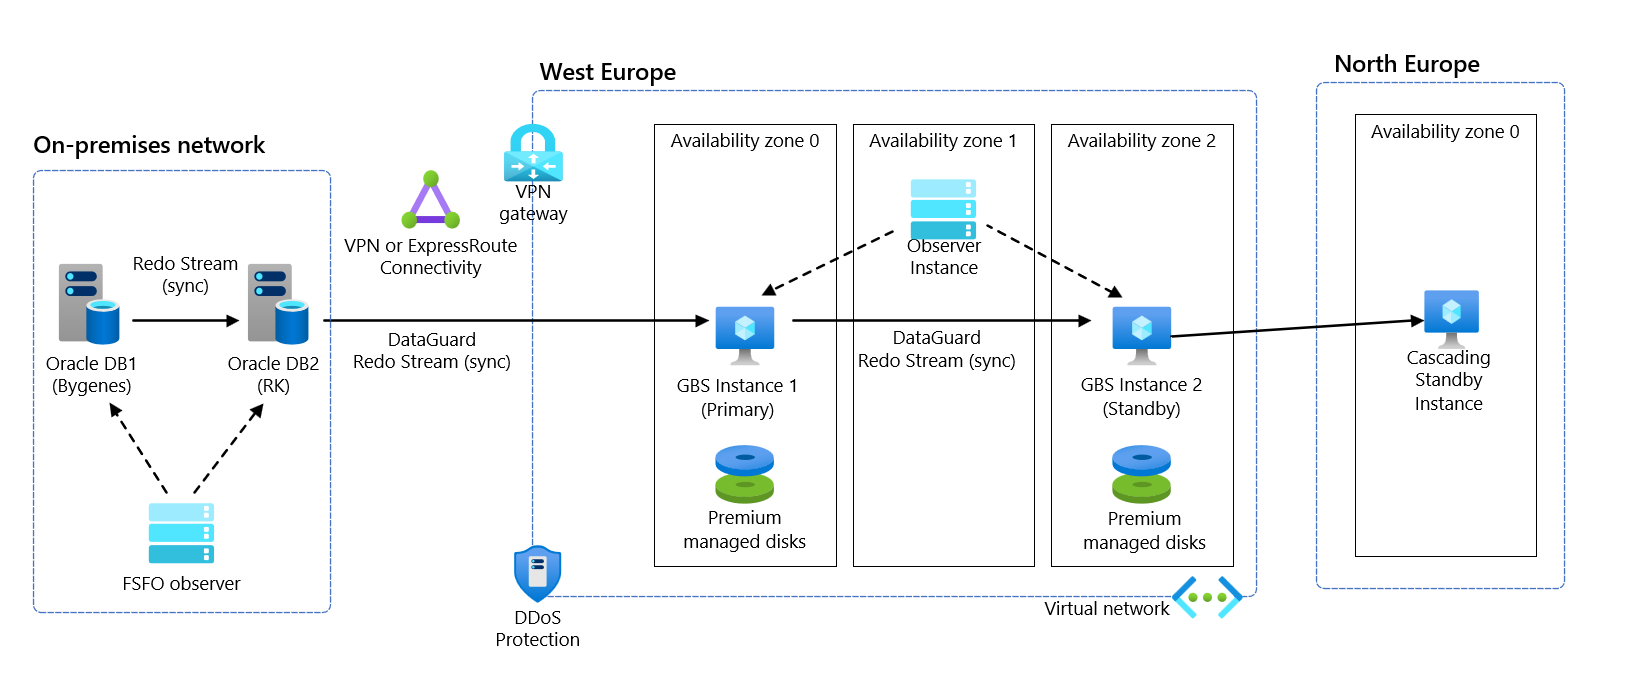 On-premises network
Redo Stream
(sync)
Oracle DB1
(Bygenes)
Oracle DB2
(RK)
FSFO observer
VPN or ExpressRoute
Connectivity
DataGuard
Redo Stream (sync)
West Europe
VPN
gateway
DDoS
Protection
Availability zone 0
GBS Instance 1
(Primary)
Premium
managed disks
Availability zone 1
Observer
Instance
DataGuard
Redo Stream (sync)
Availability zone 2
GBS Instance 2
(Standby)
Premium
managed disks
Virtual network
North Europe
Availability zone 0
Cascading
Standby
Instance